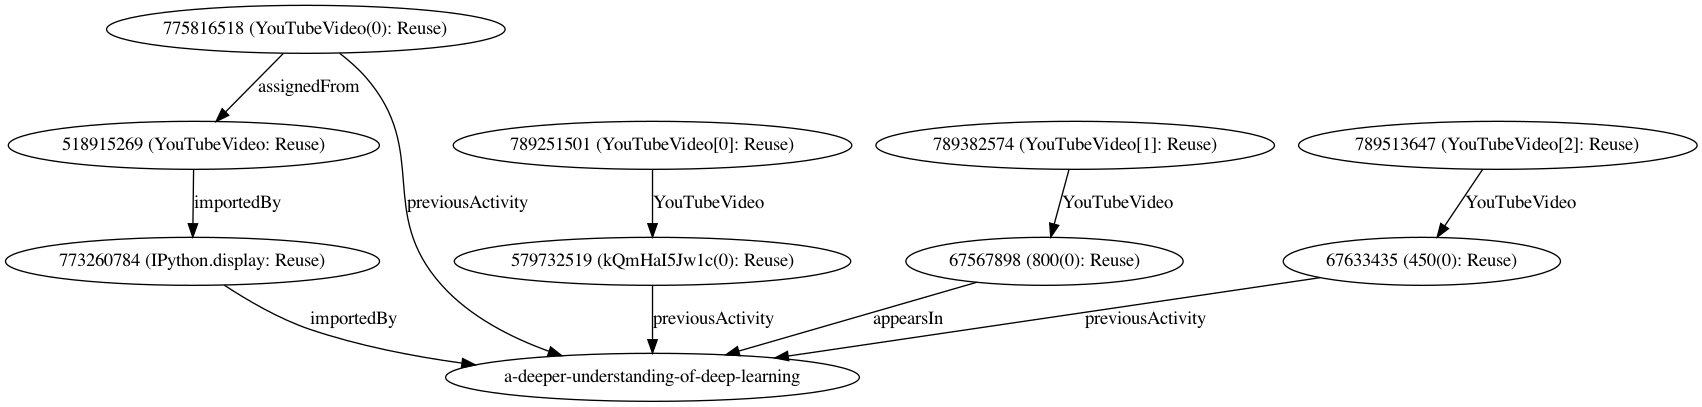 775816518 (YouTubeVideo(0): Reuse)
assignedFrom
518915269 (YouTubeVideo: Reuse)
789251501 (YouTubeVideo[0]: Reuse)
789382574 (YouTubeVideo[1]: Reuse)
789513647 (YouTubeVideo[2]: Reuse)
importedBy
previousActivity
YouTubeVideo
YouTubeVideo
YouTubeVideo
773260784 (IPython.display: Reuse)
579732519 (kQmHaI5Jw1c(0): Reuse)
67567898 (800(0): Reuse)
67633435 (450(0): Reuse)
importedBy
previousActivity
appearsIn
previousActivity
a-deeper-understanding-of-deep-learning